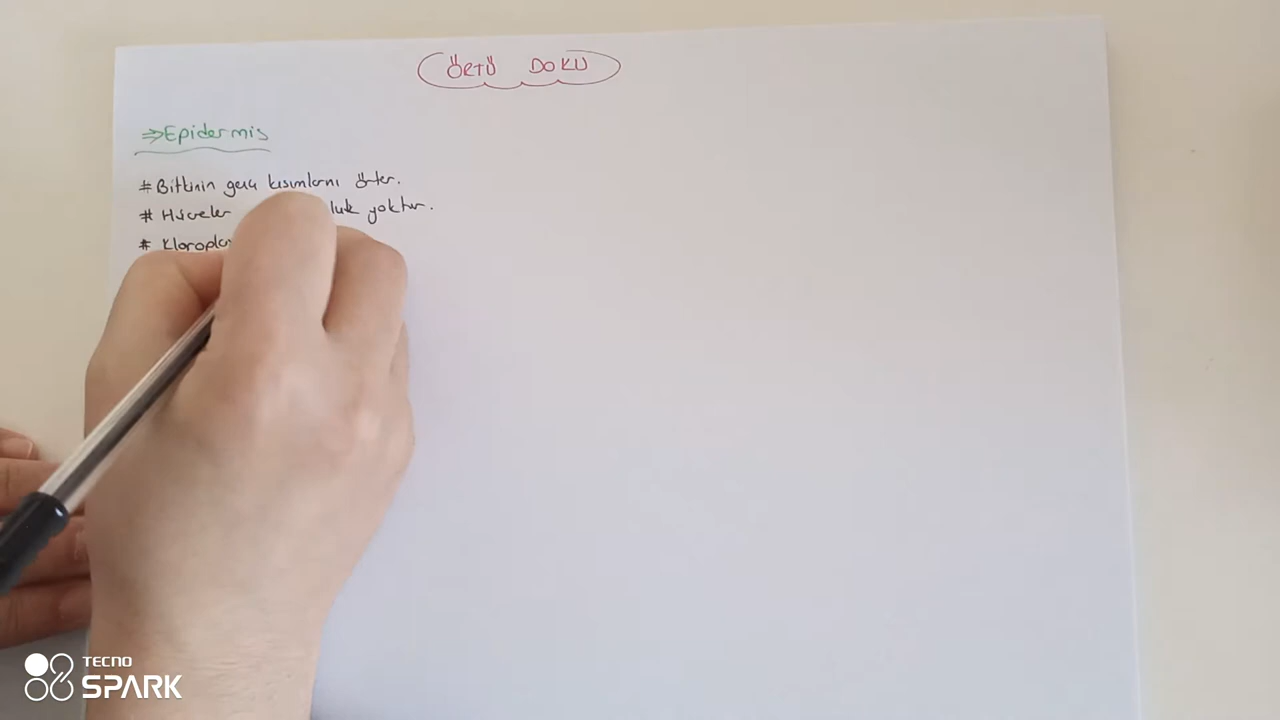 ÖRTÜ DOKU
⇒Epidermis
# Bitkinin genç kısımlarını örter.
# Hücreler luk yoktur.
# Kloropla
TECNO
SPARK